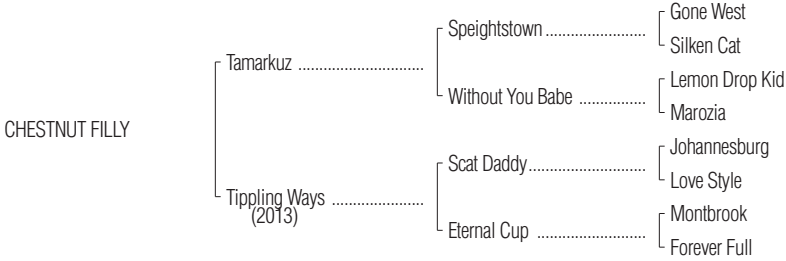 Gone West
Speightstown
Silken Cat
Tamarkuz
Lemon Drop Kid
Without You Babe
Marozia
CHESTNUT FILLY
Johannesburg
Scat Daddy
Love Style
Tippling Ways
(2013)
Montbrook
Eternal Cup
Forever Full